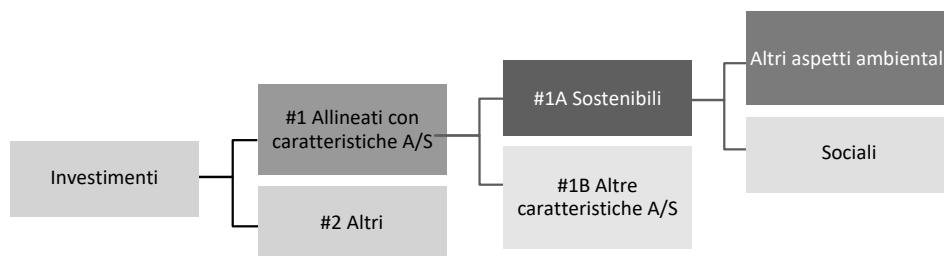 Investimenti
#1 Allineati con
caratteristiche A/S
#2 Altri
#1A Sostenibili
#1B Altre
caratteristiche A/S
Altri aspetti ambiental
Sociali